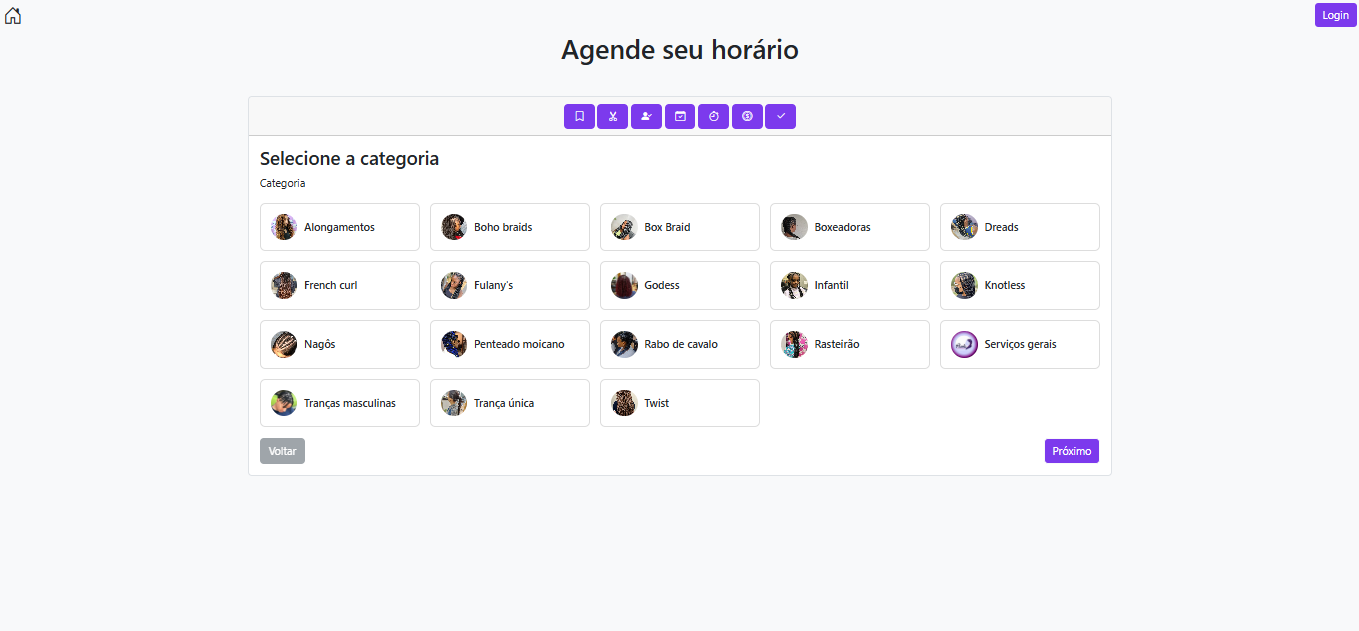 Login
Agende seu horário
Selecione a categoria
Categoria
Alongamentos
Boho braids
Box Braid
Boxeadoras
Dreads
French curl
Fulany's
Godess
Infantil
Knotless
Nagôs
Penteado moicano
Rabo de cavalo
Rasteirão
Serviços gerais
Tranças masculinas
Trança única
Twist
Voltar
Próximo